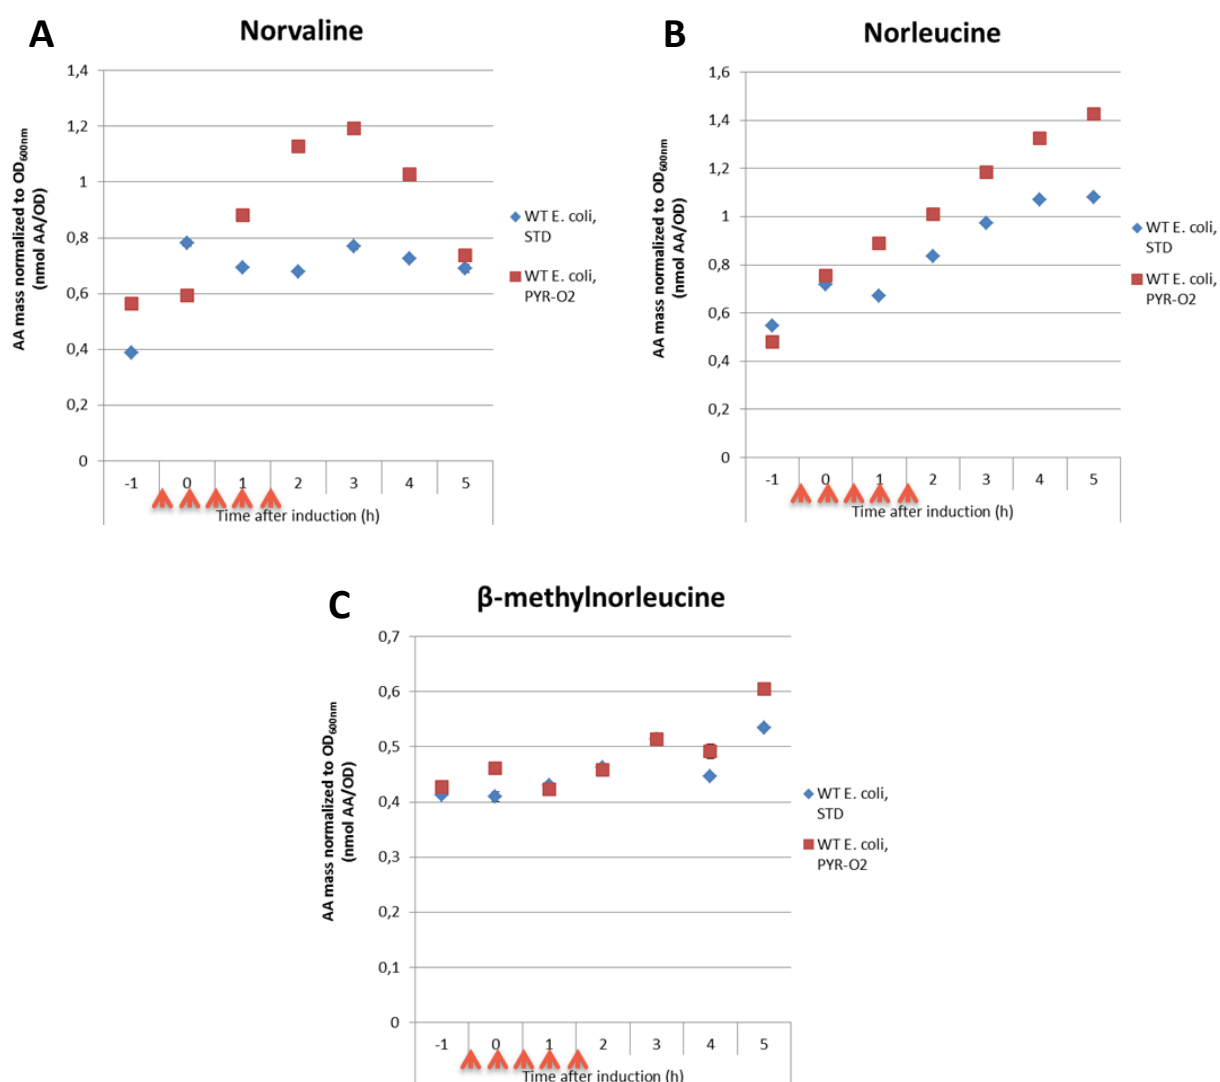 A
Norvaline
AA mass normalized to OD600nm
(nmol AA/OD)
1,4
1,2
1
0,8
0,6
0,4
0,2
0
-1 0 1 2 3 4 5
Time after induction (h)
WT E. coli,
STD
WT E. coli,
PYR-O2
B
Norleucine
AA mass normalized to OD600nm
(nmol AA/OD)
1,6
1,4
1,2
1
0,8
0,6
0,4
0,2
0
-1 0 1 2 3 4 5
Time after induction (h)
WT E. coli,
STD
WT E. coli,
PYR-O2
C
β-methylnorleucine
AA mass normalized to OD600nm
(nmol AA/OD)
0,7
0,6
0,5
0,4
0,3
0,2
0,1
0
-1 0 1 2 3 4 5
Time after induction (h)
WT E. coli,
STD
WT E. coli,
PYR-O2